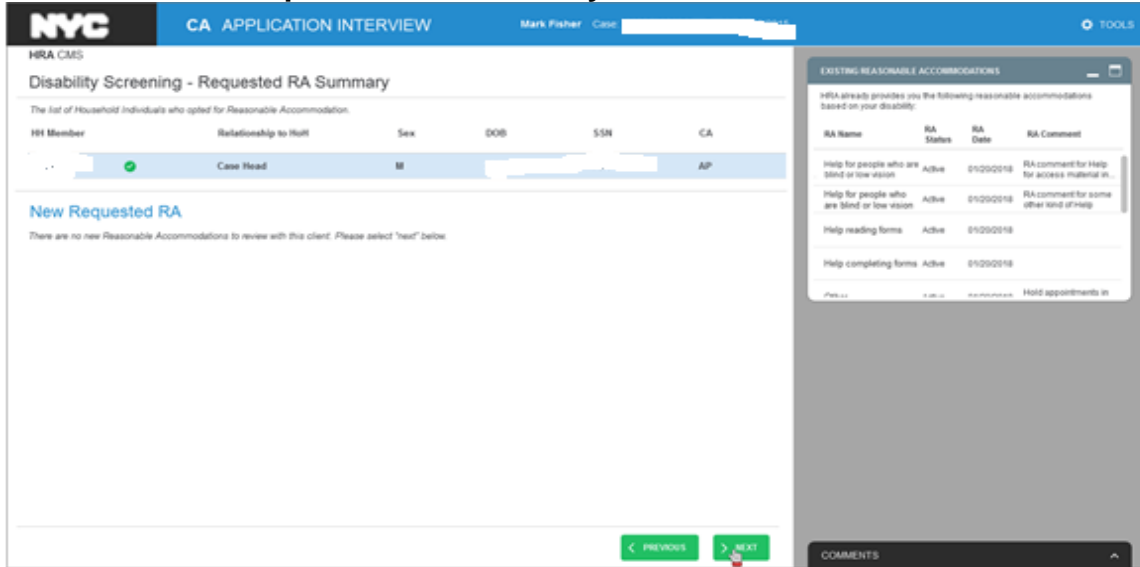 NYC
CA APPLICATION INTERVIEW
Mark Fisher Case
TOOLS
HRA CMS
Disability Screening - Requested RA Summary
The list of Household Individuals who opted for Reasonable Accommodation.
HH Member Relationship to HoH Sex DOB SSN CA
Case Head M AP
New Requested RA
There are no new Reasonable Accommodations to review with this client. Please select "next" below.
PREVIOUS
NEXT
EXISTING REASONABLE ACCOMMODATIONS
HRA already provides you the following reasonable accommodations
based on your disability:
RA Name RA Status RA Date RA Comment
Help for people who are blind or low vision Active 01/20/2018 RA comment for Help for access material in...
Help for people who are blind or low vision Active 01/20/2018 RA comment for some other kind of Help
Help reading forms Active 01/20/2018
Help completing forms Active 01/20/2018
Hold appointments in
COMMENTS